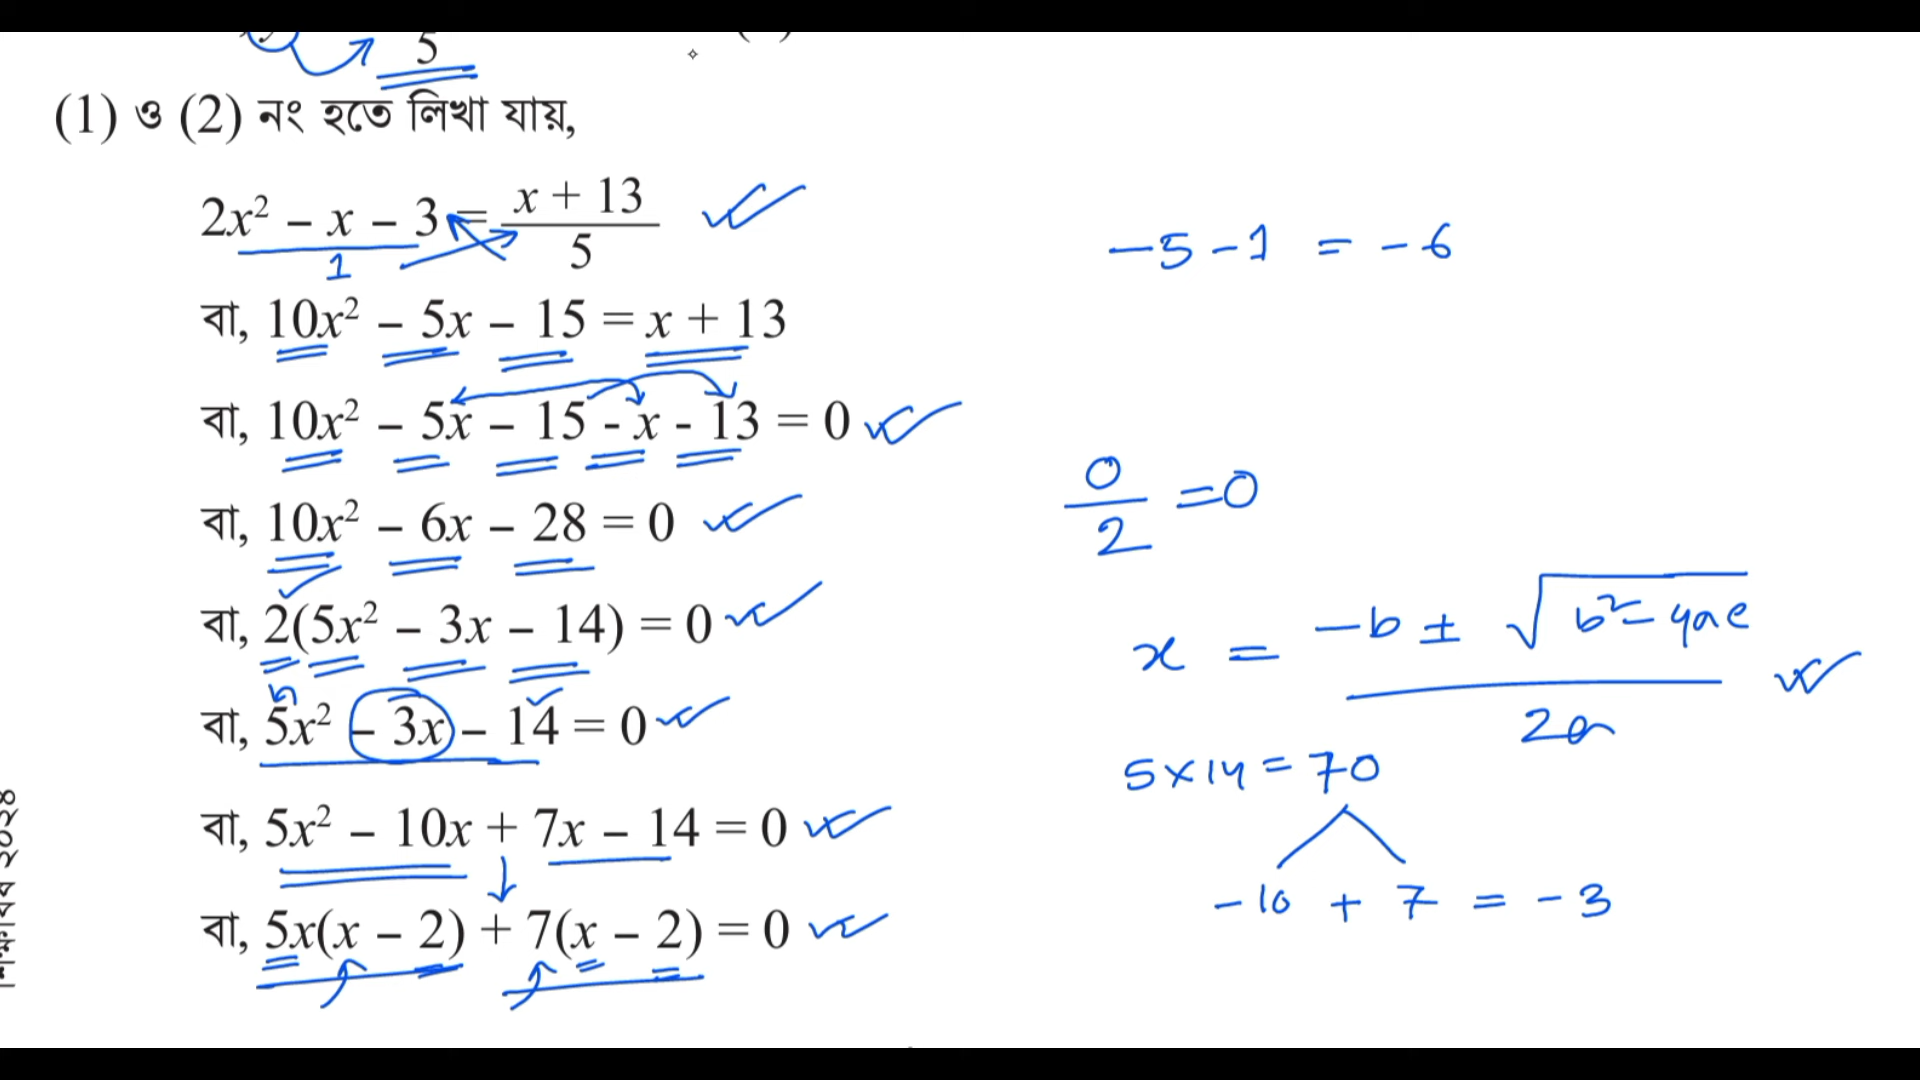 5
(1) ও (2) নং হতে লিখা যায়,
2x² – x – 3 = (x + 13)/5
1
বা, 10x² – 5x – 15 = x + 13
বা, 10x² – 5x – 15 - x - 13 = 0
বা, 10x² – 6x – 28 = 0
বা, 2(5x² – 3x – 14) = 0
বা, 5x² – 3x – 14 = 0
বা, 5x² – 10x + 7x – 14 = 0
বা, 5x(x – 2) + 7(x – 2) = 0
-5-1 = -6
0/2 = 0
x = (-b ± √(b²-4ac))/2a
5×14 = 70
-10 + 7 = -3
২০২৪